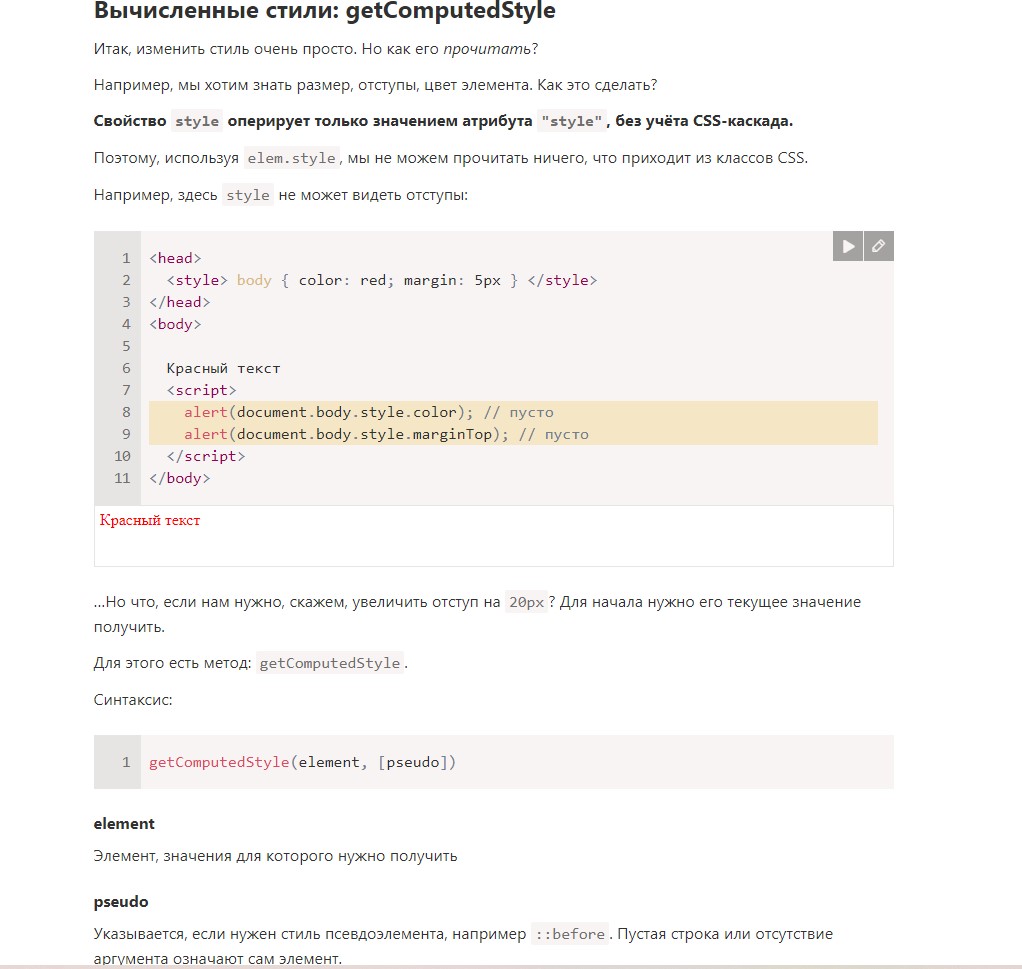 Вычисленные стили: getComputedStyle
Итак, изменить стиль очень просто. Но как его прочитать?
Например, мы хотим знать размер, отступы, цвет элемента. Как это сделать?
Свойство style оперирует только значением атрибута "style", без учёта CSS-каскада.
Поэтому, используя elem.style, мы не можем прочитать ничего, что приходит из классов CSS.
Например, здесь style не может видеть отступы:
1 <head>
2   <style> body { color: red; margin: 5px } </style>
3 </head>
4 <body>
5
6   Красный текст
7   <script>
8     alert(document.body.style.color); // пусто
9     alert(document.body.style.marginTop); // пусто
10   </script>
11 </body>
Красный текст
…Но что, если нам нужно, скажем, увеличить отступ на 20px? Для начала нужно его текущее значение
получить.
Для этого есть метод: getComputedStyle.
Синтаксис:
1 getComputedStyle(element, [pseudo])
element
Элемент, значения для которого нужно получить
pseudo
Указывается, если нужен стиль псевдоэлемента, например ::before. Пустая строка или отсутствие
аргумента означают сам элемент.